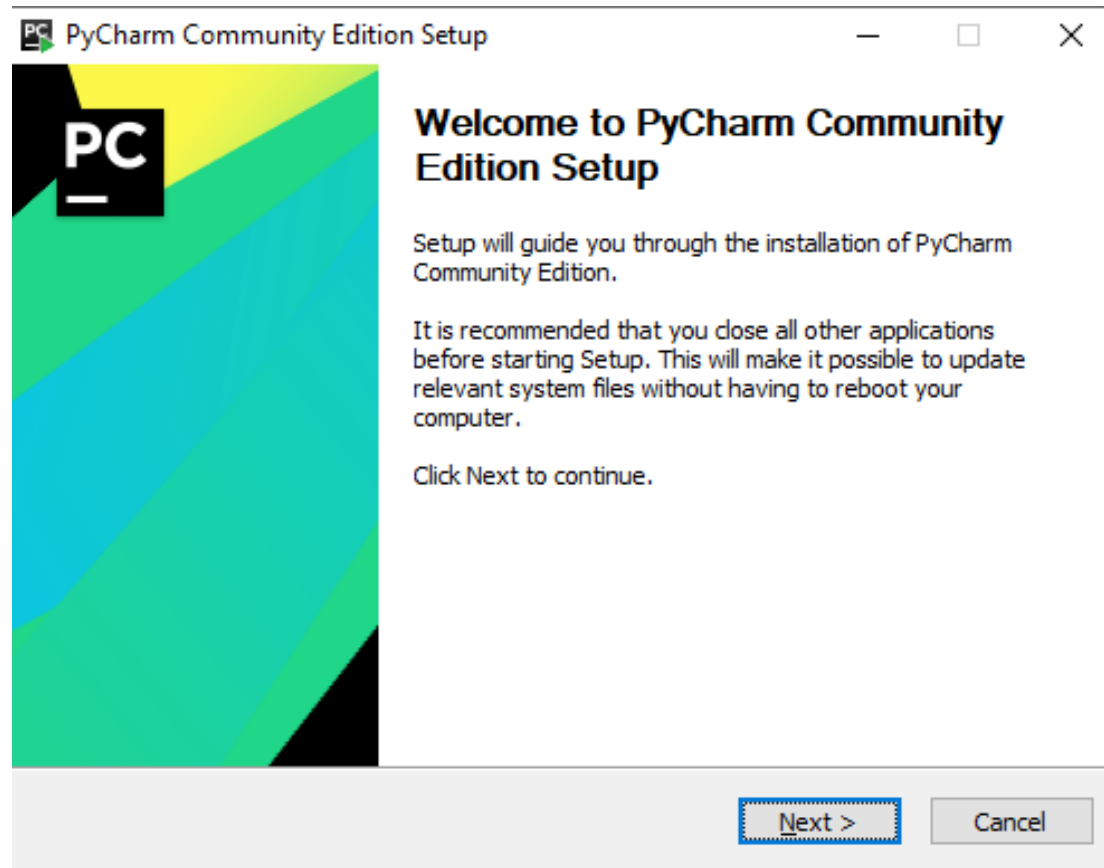 PyCharm Community Edition Setup
PC
Welcome to PyCharm Community
Edition Setup
Setup will guide you through the installation of PyCharm
Community Edition.
It is recommended that you close all other applications
before starting Setup. This will make it possible to update
relevant system files without having to reboot your
computer.
Click Next to continue.
Next >
Cancel